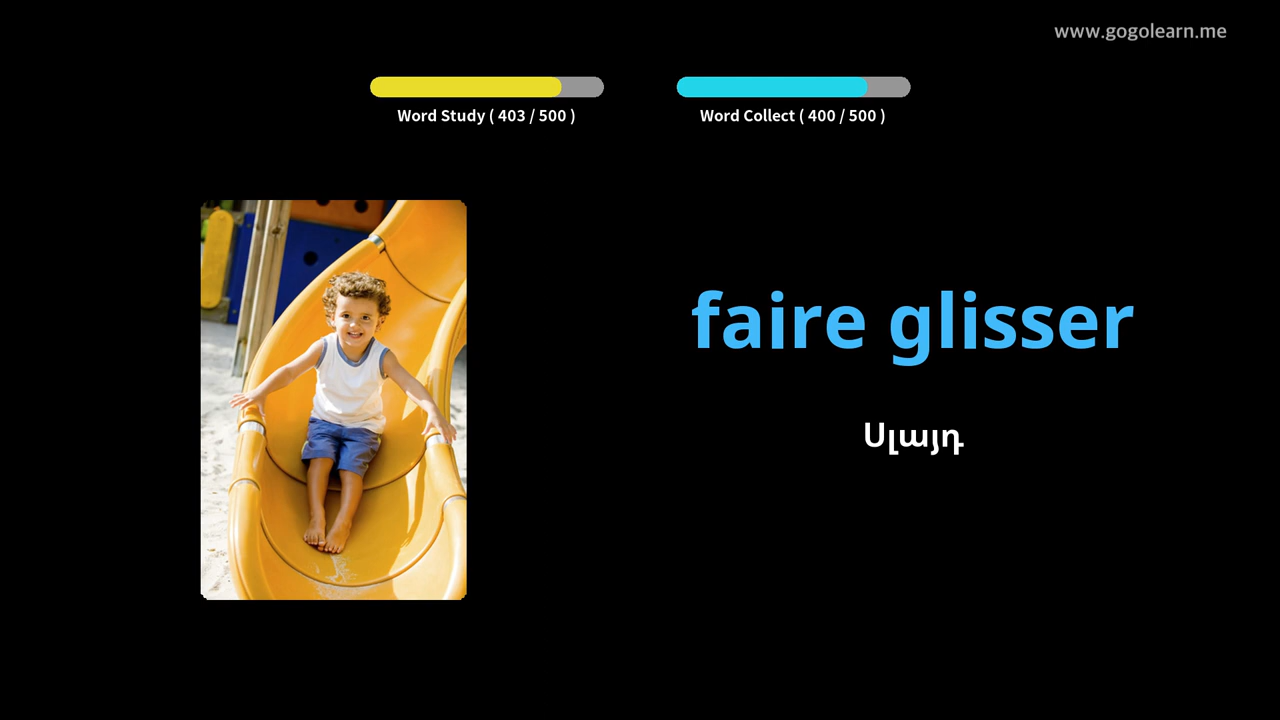 www.gogolearn.me
Word Study ( 403 / 500 )
Word Collect ( 400 / 500 )
faire glisser
Սլայդ